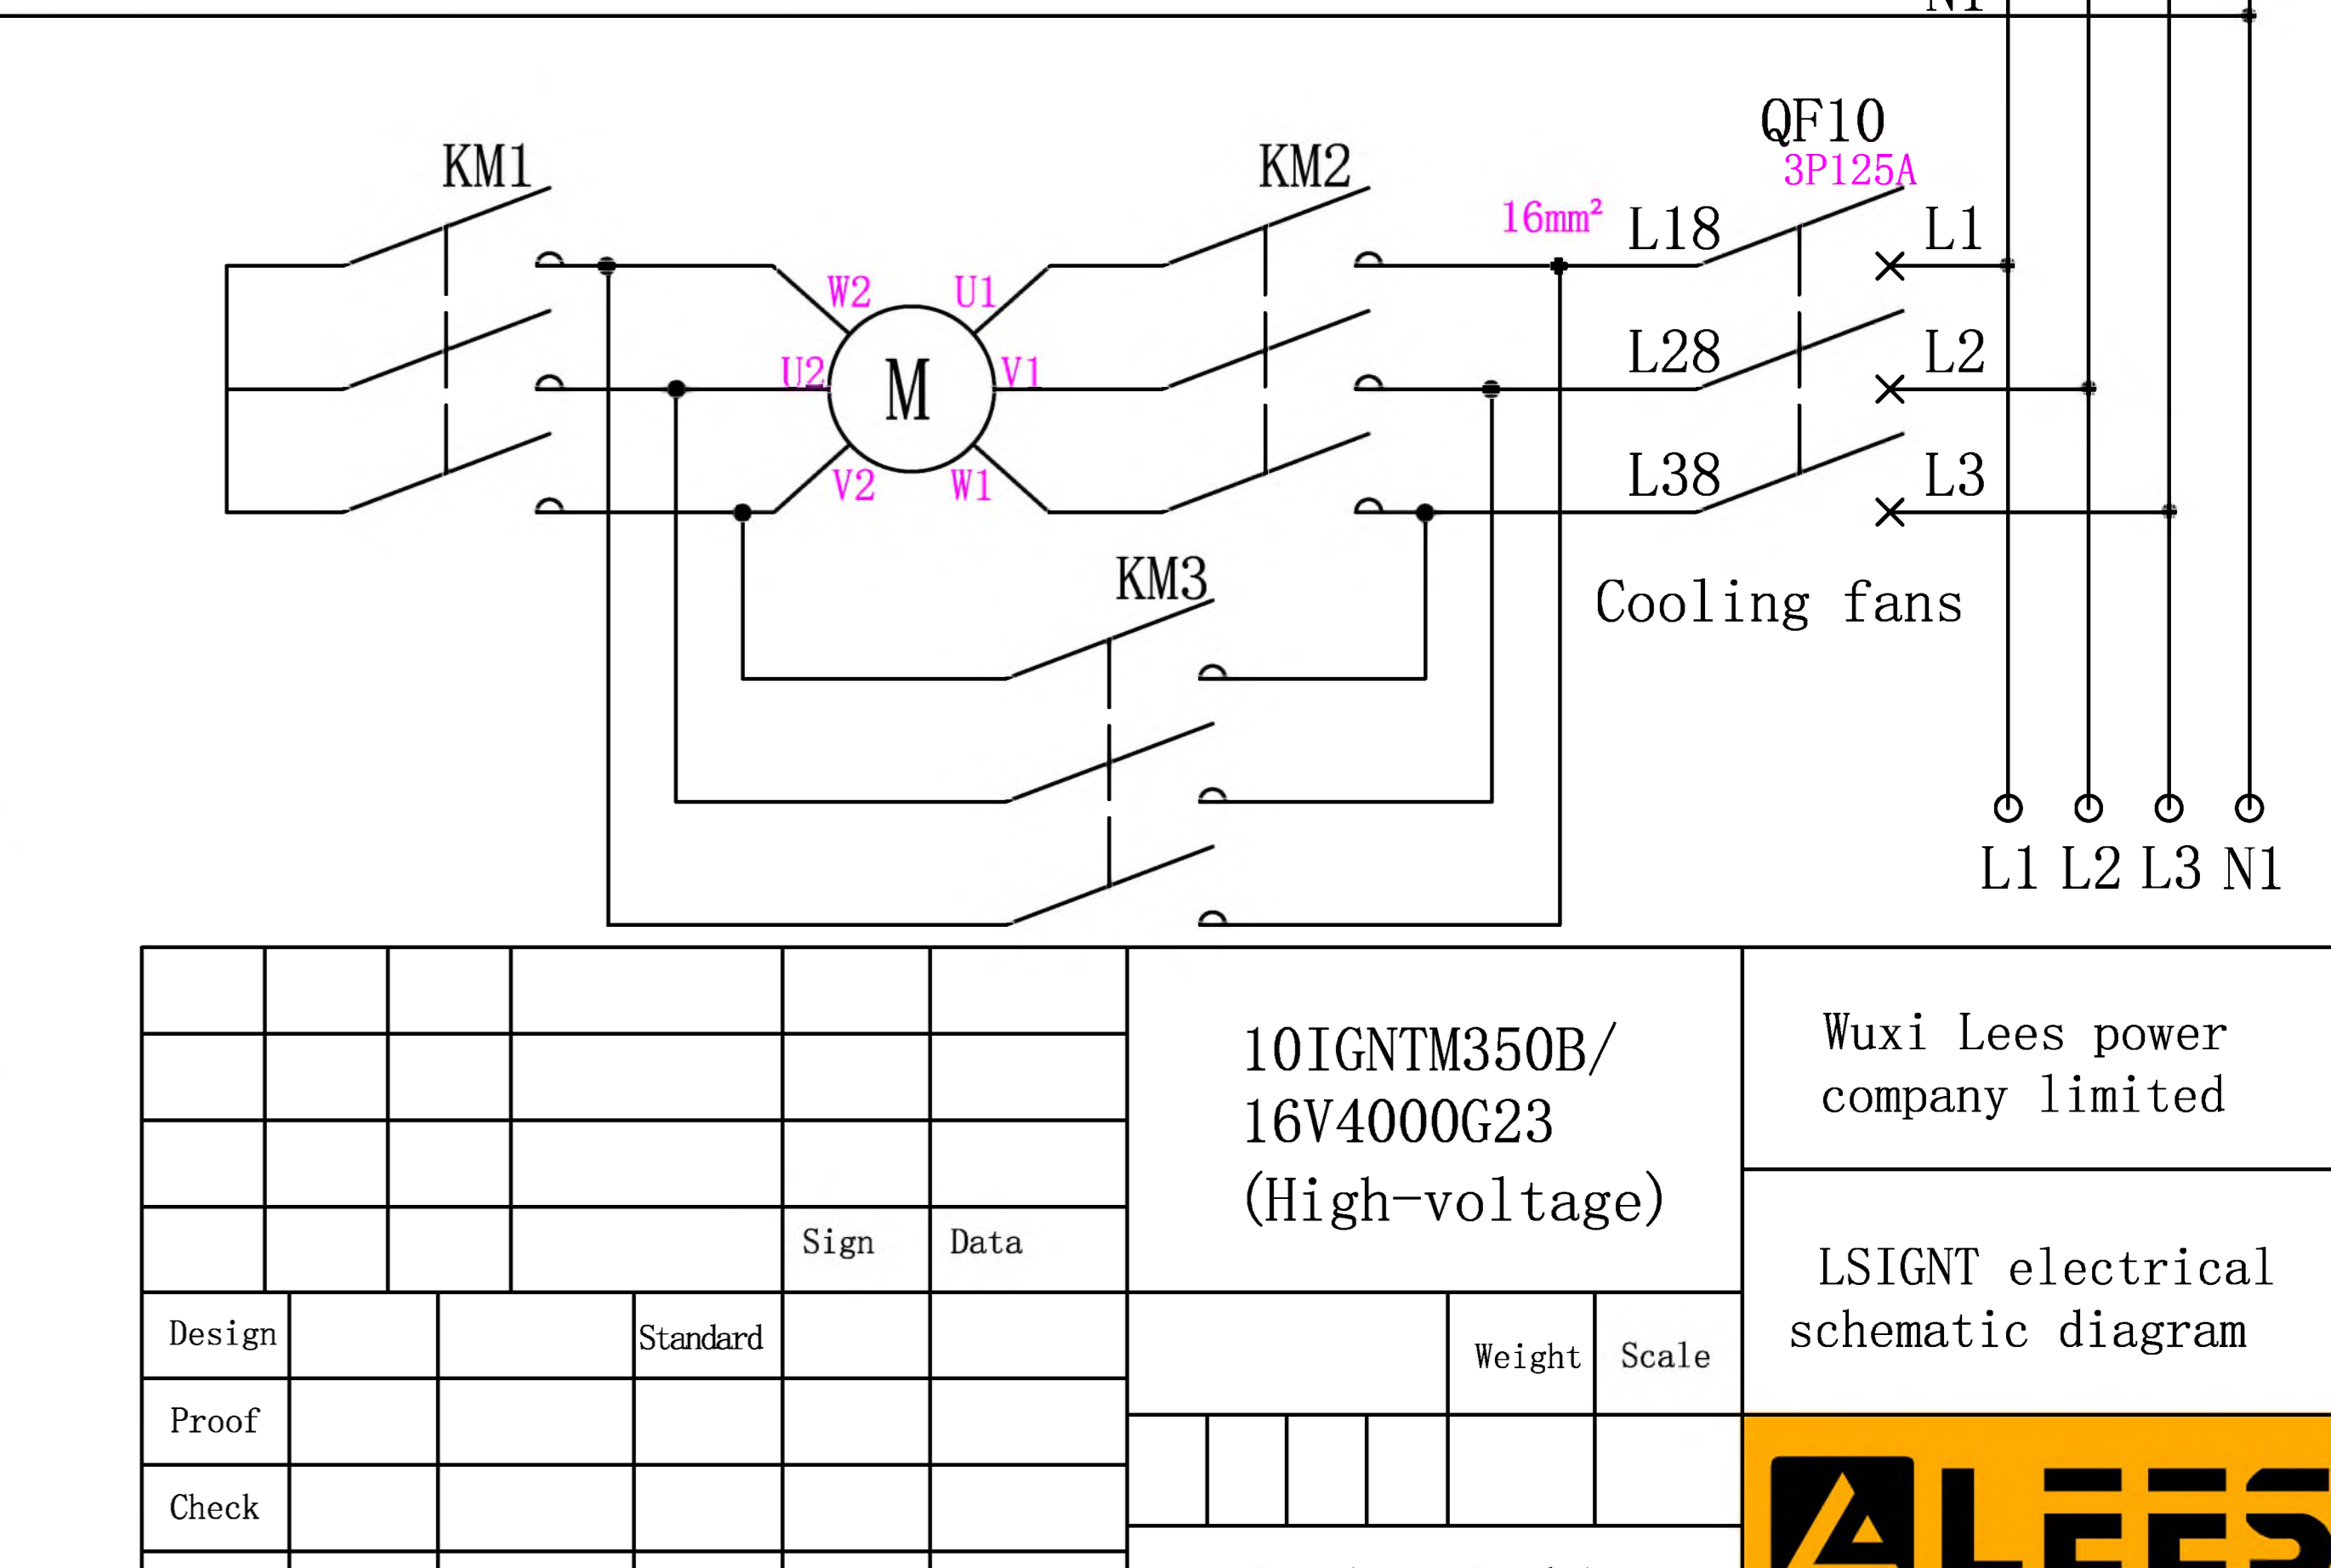 N1
QF10
3P125A
KM1
KM2
16mm²
L18
L1
W2
U1
L28
L2
U2
M
V1
L38
L3
V2
W1
KM3
Cooling fans
L1 L2 L3 N1
10IGNTM350B/
16V4000G23
(High-voltage)
Wuxi Lees power
company limited
Sign
Data
LSIGNT electrical
schematic diagram
Design
Standard
Weight
Scale
Proof
Check
LEES